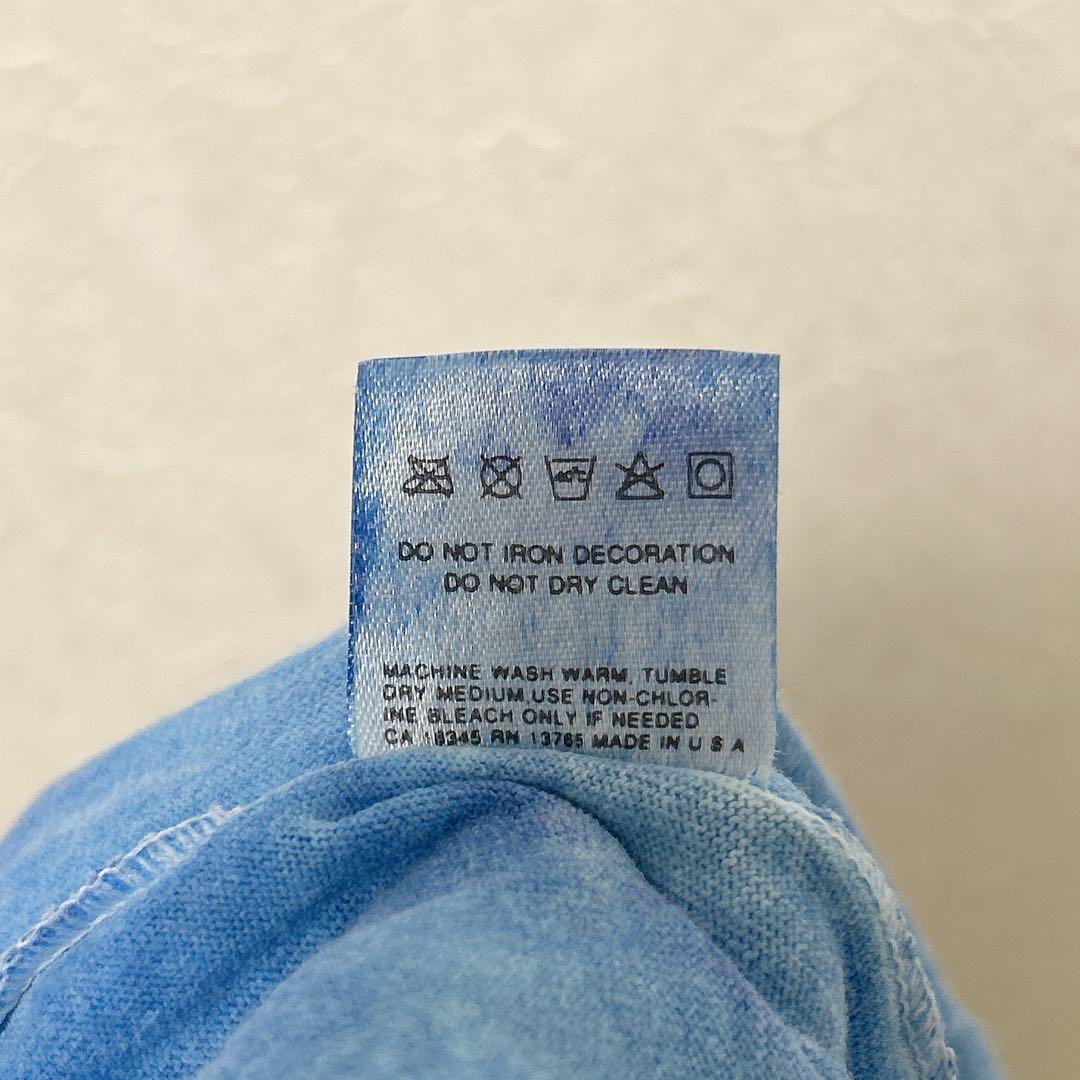 DO NOT IRON DECORATION
DO NOT DRY CLEAN
MACHINE WASH WARM. TUMBLE
DRY MEDIUM.USE NON-CHLOR-
INE BLEACH ONLY IF NEEDED
CA 18345 RN 13765 MADE IN U S A